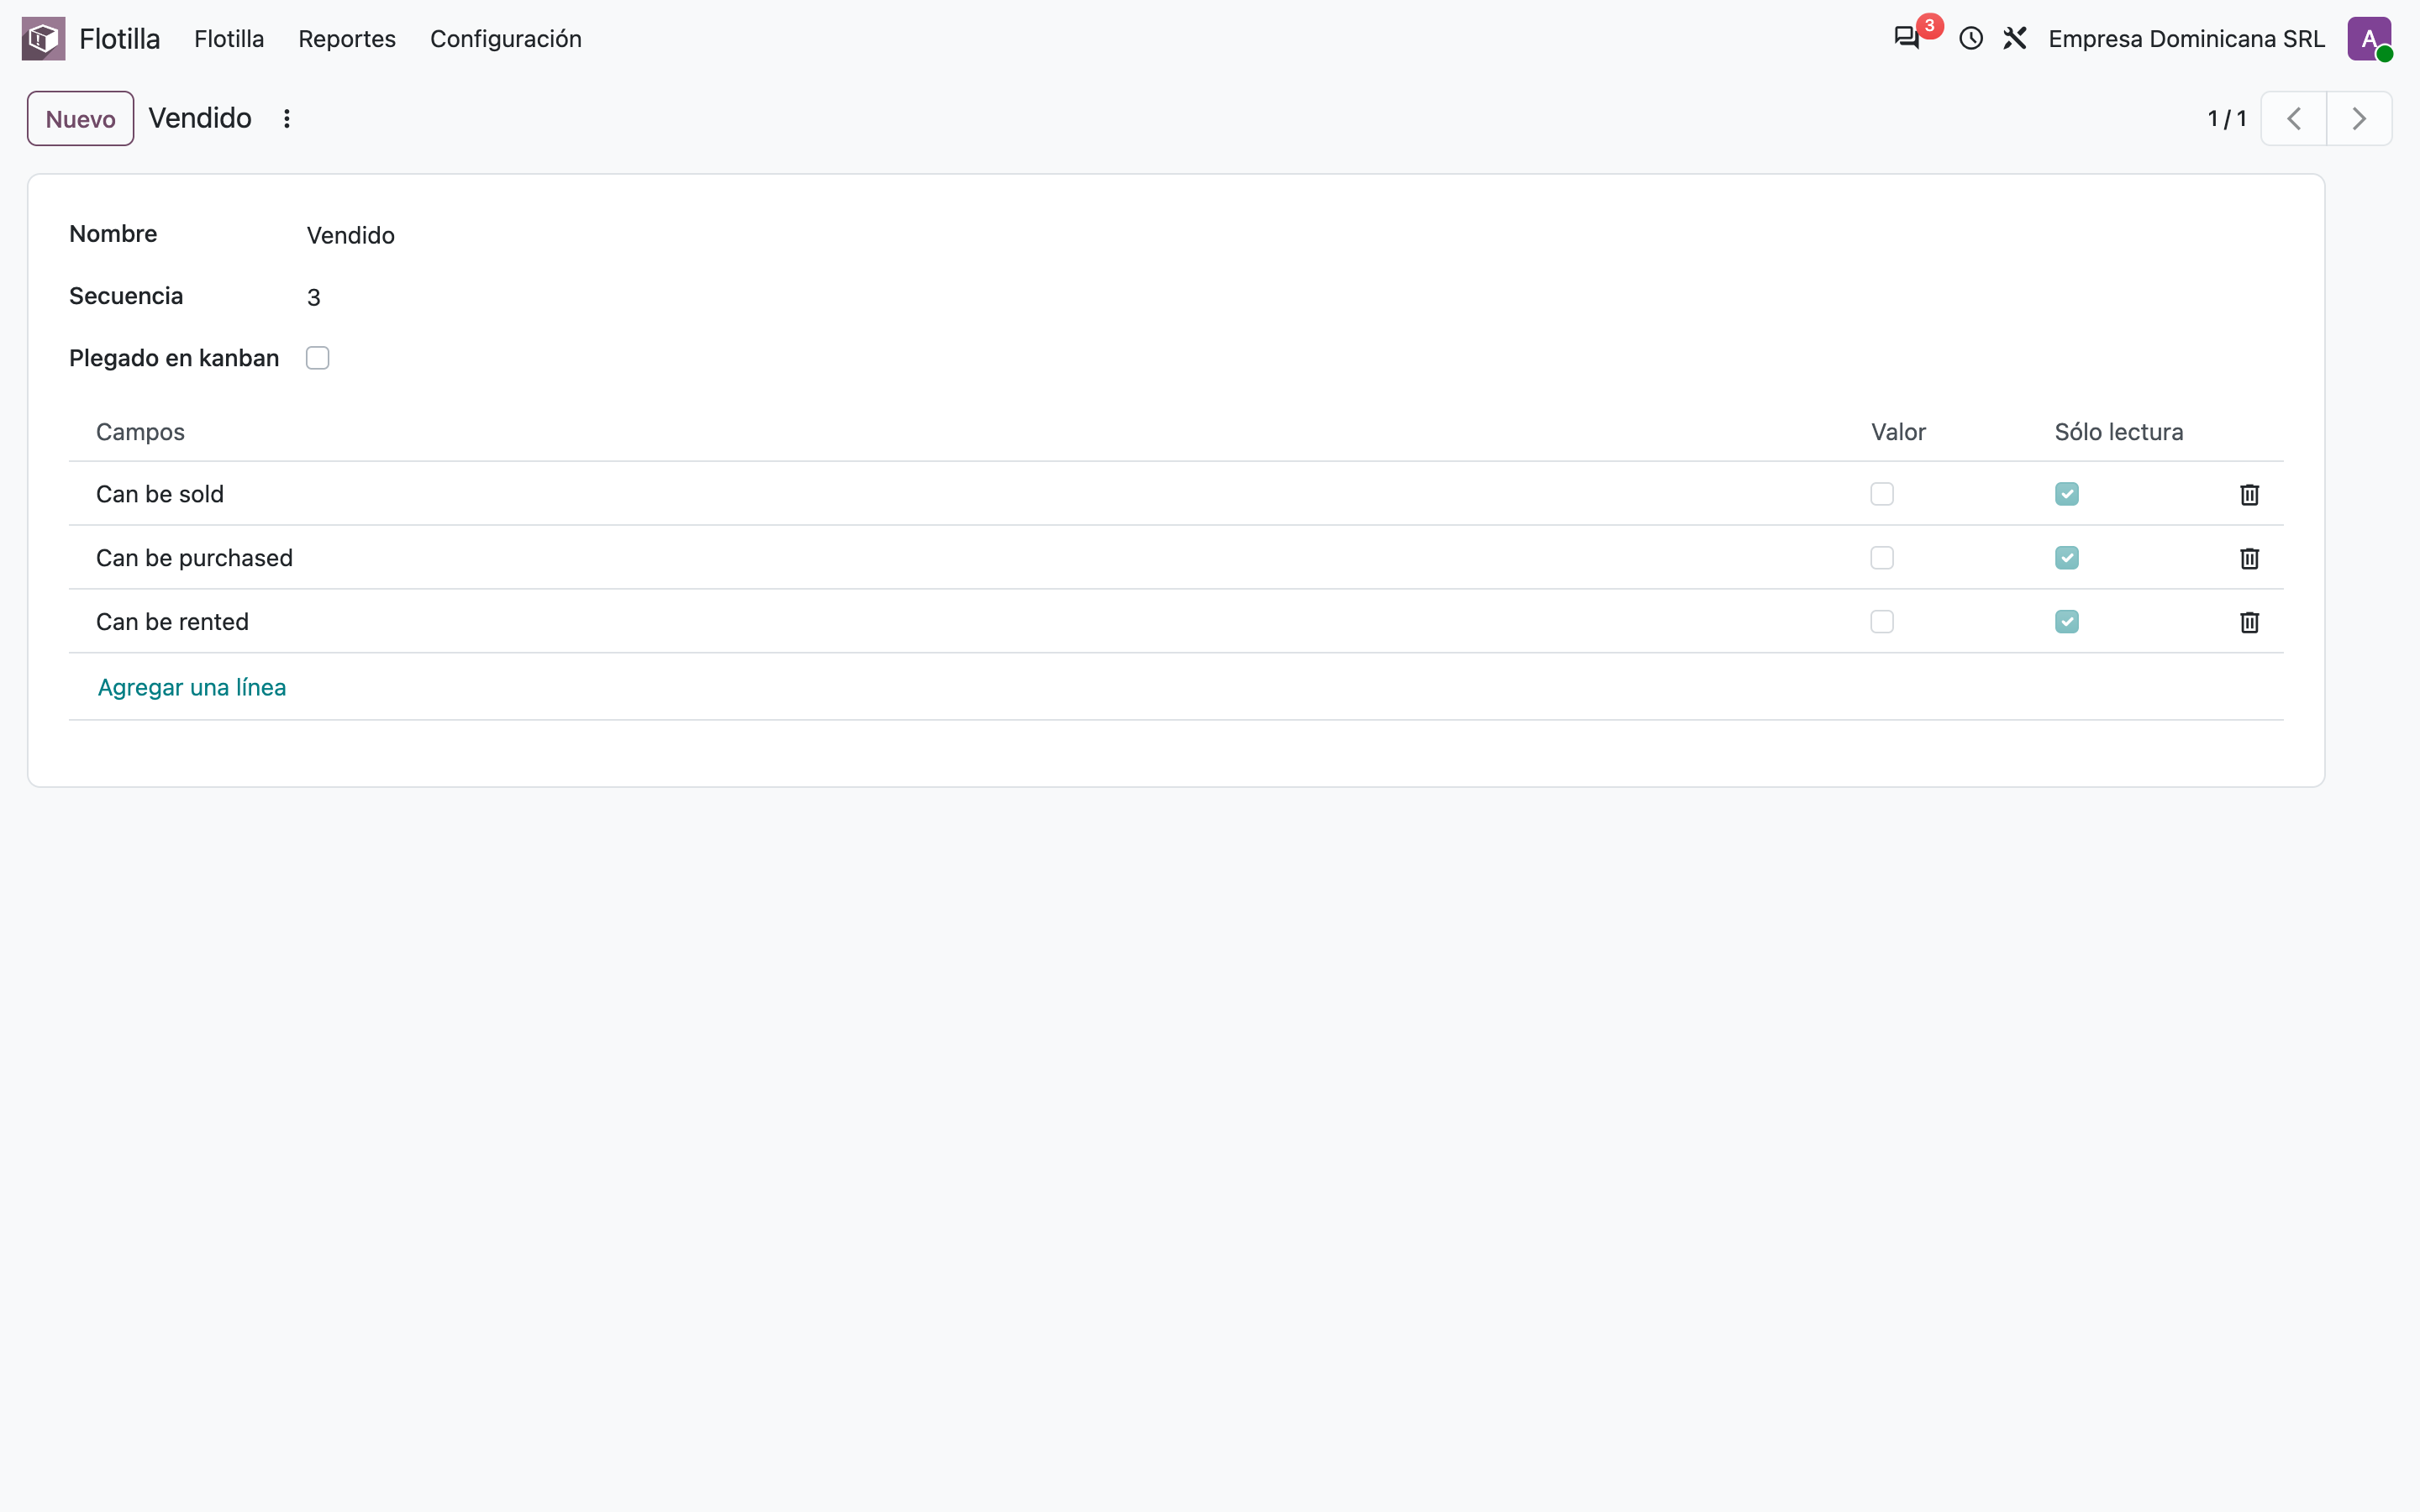 Flotilla Flotilla Reportes Configuración 3 Empresa Dominicana SRL A
Nuevo Vendido 1 / 1
Nombre Vendido
Secuencia 3
Plegado en kanban
Campos Valor Sólo lectura
Can be sold
Can be purchased
Can be rented
Agregar una línea